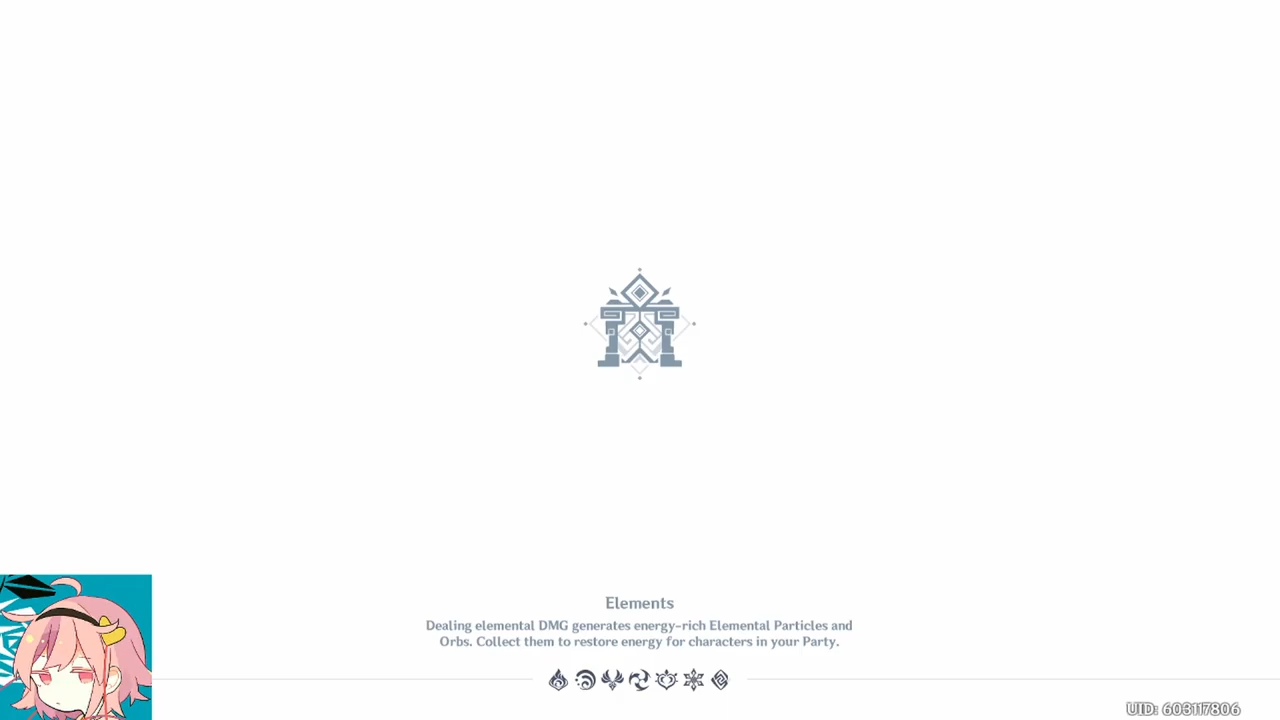 Elements
Dealing elemental DMG generates energy-rich Elemental Particles and
Orbs. Collect them to restore energy for characters in your Party.
UID: 603117806